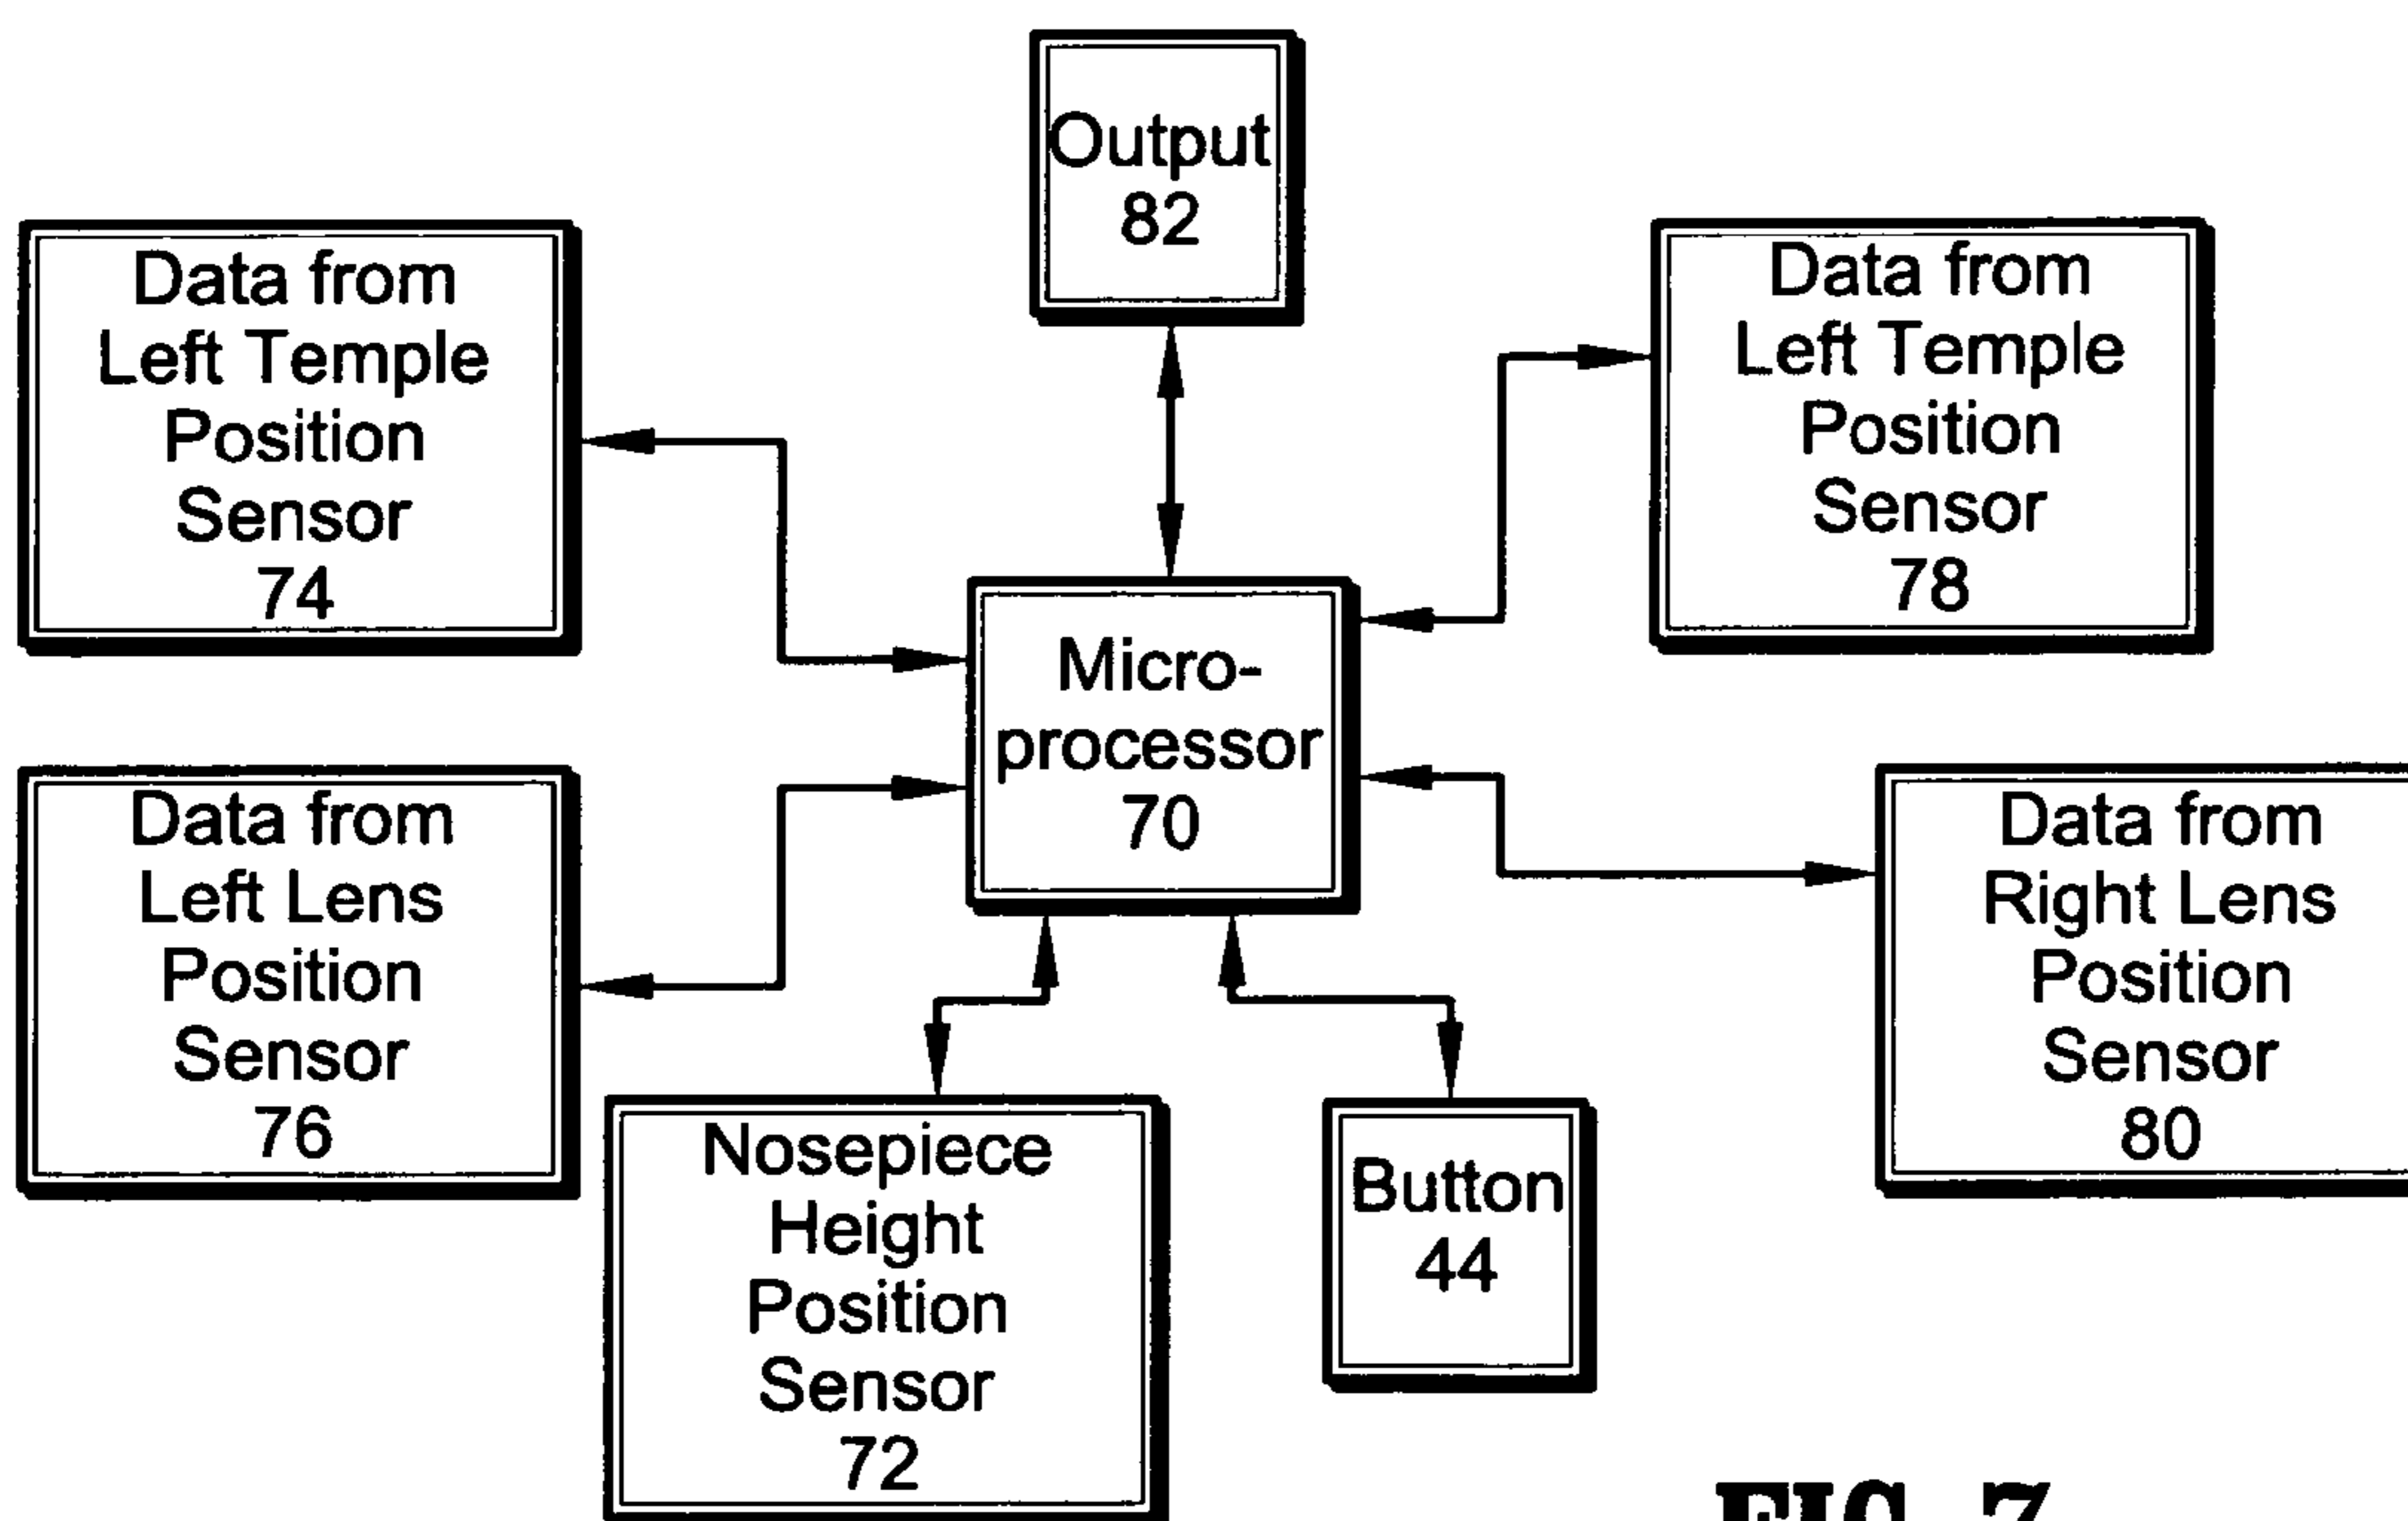 Output
82
Data from
Left Temple
Position
Sensor
74
Data from
Left Temple
Position
Sensor
78
Micro-
processor
70
Data from
Left Lens
Position
Sensor
76
Data from
Right Lens
Position
Sensor
80
Nosepiece
Height
Position
Sensor
72
Button
44
FIG. 7